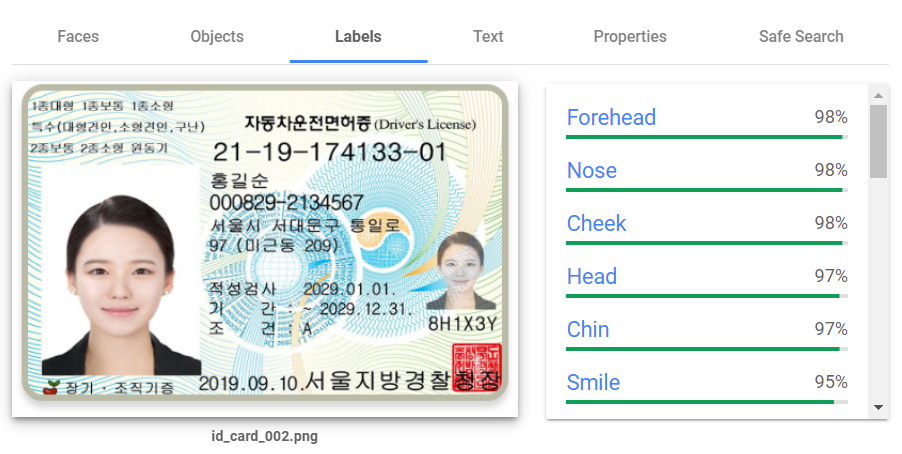 Faces Objects Labels Text Properties Safe Search
1종대형 1종보통 1종소형
특수(대형견인,소형견인,구난)
2종보통 2종소형 원동기
자동차운전면허증 (Driver's License)
21-19-174133-01
홍길순
000829-2134567
서울시 서대문구 통일로
97 (미근동 209)
적성검사 2029.01.01.
기 간 : ~ 2029.12.31.
조 건 : A
8H1X3Y
장기·조직기증
2019.09.10.서울지방경찰청장
id_card_002.png
Forehead 98%
Nose 98%
Cheek 98%
Head 97%
Chin 97%
Smile 95%